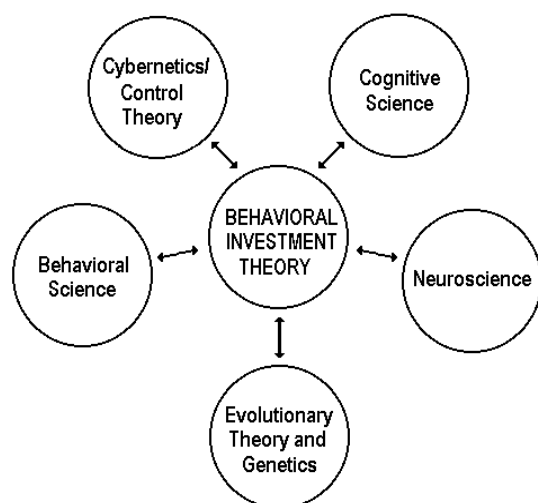 Cybernetics/
Control
Theory
Cognitive
Science
BEHAVIORAL
INVESTMENT
THEORY
Behavioral
Science
Neuroscience
Evolutionary
Theory and
Genetics